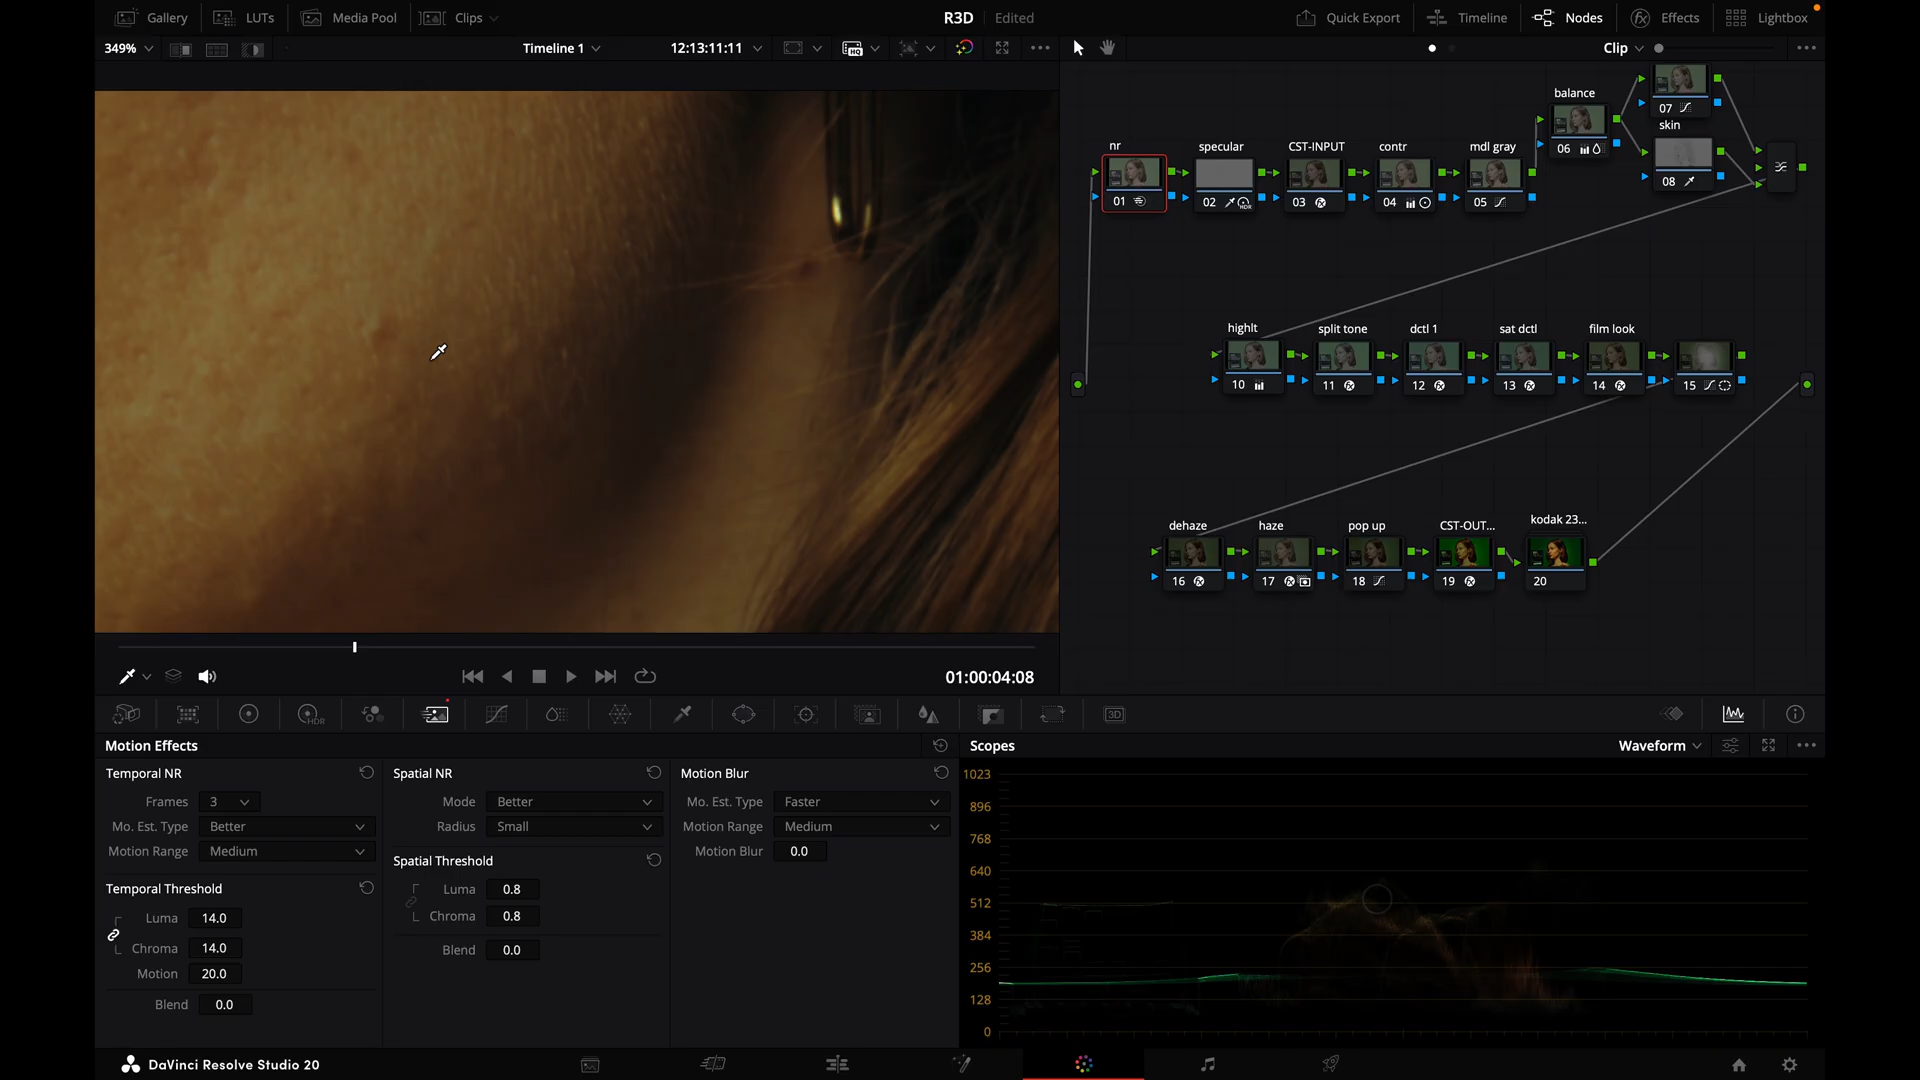 Gallery LUTs Media Pool Clips R3D Edited Quick Export Timeline Nodes Effects Lightbox
349% Timeline 1 12:13:11:11 Clip
balance
07
skin
06
08
nr specular CST-INPUT contr mdl gray
01 02 HDR 03 04 05
highlt split tone dctl 1 sat dctl film look
10 11 12 13 14 15
dehaze haze pop up CST-OUT... kodak 23...
16 17 18 19 20
01:00:04:08
HDR 3D
Motion Effects
Temporal NR
Frames 3
Mo. Est. Type Better
Motion Range Medium
Temporal Threshold
Luma 14.0
Chroma 14.0
Motion 20.0
Blend 0.0
Spatial NR
Mode Better
Radius Small
Spatial Threshold
Luma 0.8
Chroma 0.8
Blend 0.0
Motion Blur
Mo. Est. Type Faster
Motion Range Medium
Motion Blur 0.0
Scopes Waveform
1023
896
768
640
512
384
256
128
0
DaVinci Resolve Studio 20